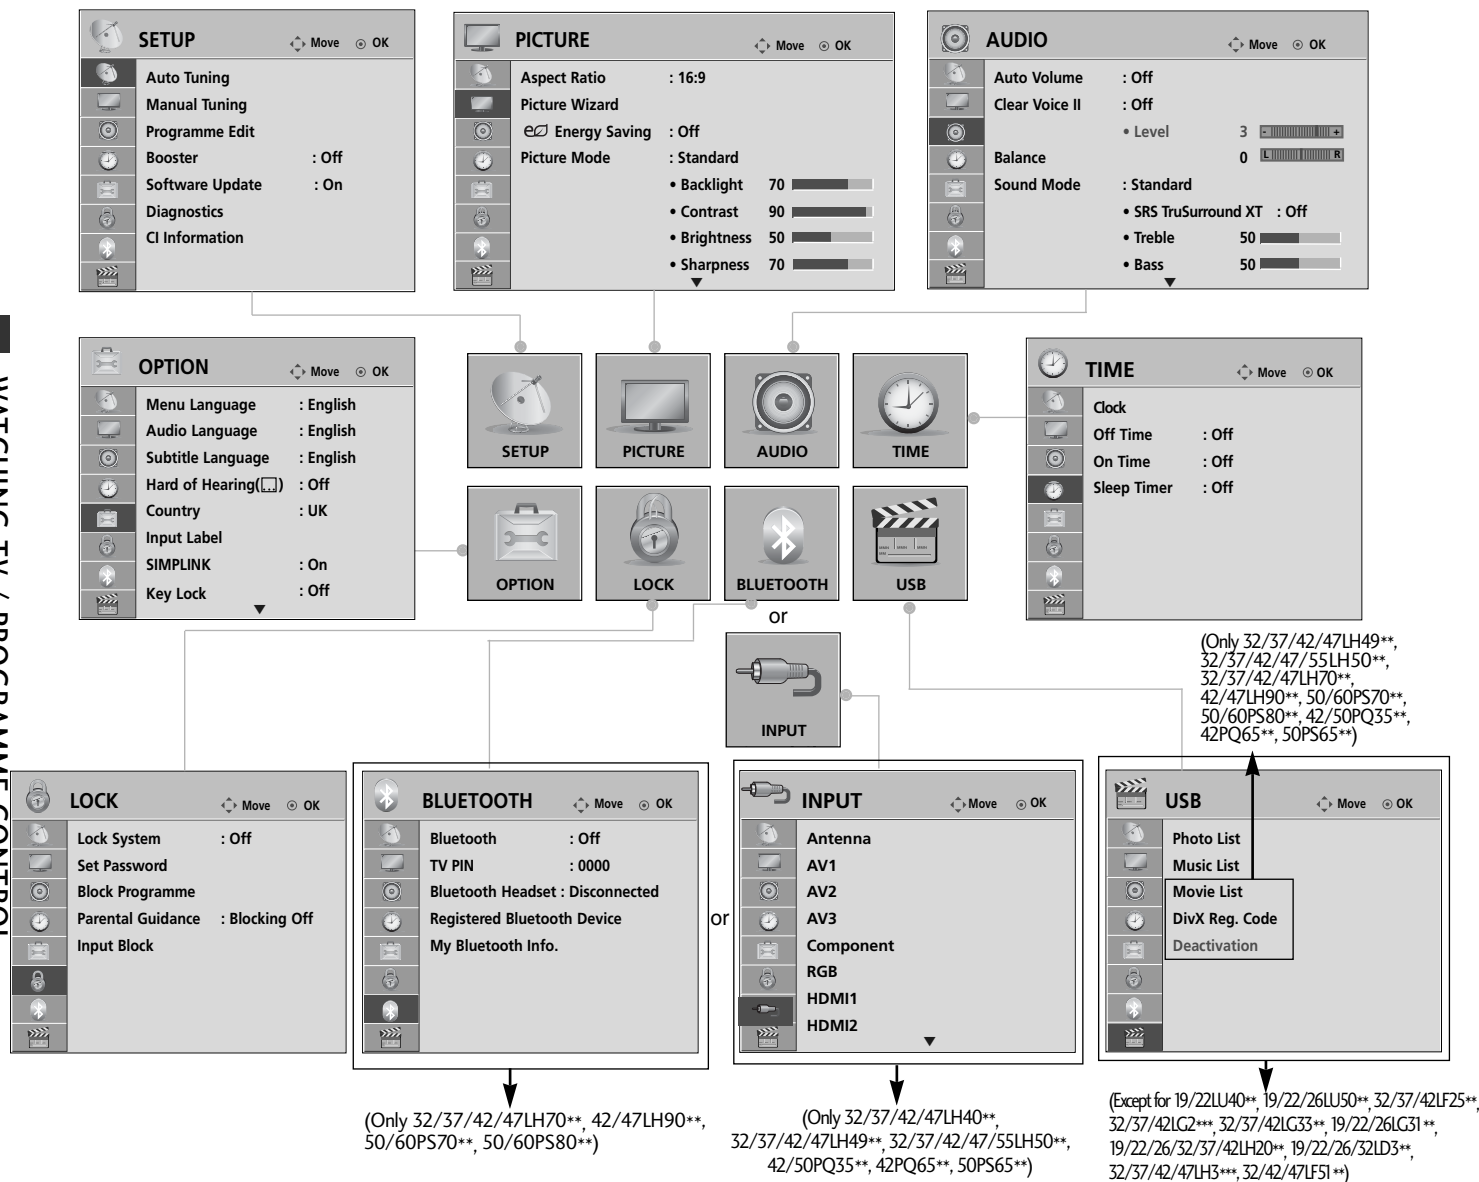 SETUP Move OK
Auto Tuning
Manual Tuning
Programme Edit
Booster : Off
Software Update : On
Diagnostics
CI Information
PICTURE Move OK
Aspect Ratio : 16:9
Picture Wizard
e Energy Saving : Off
Picture Mode : Standard
• Backlight 70
• Contrast 90
• Brightness 50
• Sharpness 70
AUDIO Move OK
Auto Volume : Off
Clear Voice II : Off
• Level 3 - +
Balance 0 L R
Sound Mode : Standard
• SRS TruSurround XT : Off
• Treble 50
• Bass 50
OPTION Move OK
Menu Language : English
Audio Language : English
Subtitle Language : English
Hard of Hearing( ) : Off
Country : UK
Input Label
SIMPLINK : On
Key Lock : Off
SETUP
PICTURE
AUDIO
TIME
OPTION
LOCK
BLUETOOTH
USB
or
INPUT
TIME Move OK
Clock
Off Time : Off
On Time : Off
Sleep Timer : Off
(Only 32/37/42/47LH49**,
32/37/42/47/55LH50**,
32/37/42/47LH70**,
42/47LH90**, 50/60PS70**,
50/60PS80**, 42/50PQ35**,
42PQ65**, 50PS65**)
WATCHING TV / PROGRAMME CONTROL
LOCK Move OK
Lock System : Off
Set Password
Block Programme
Parental Guidance : Blocking Off
Input Block
BLUETOOTH Move OK
Bluetooth : Off
TV PIN : 0000
Bluetooth Headset : Disconnected
Registered Bluetooth Device
My Bluetooth Info.
or
INPUT Move OK
Antenna
AV1
AV2
AV3
Component
RGB
HDMI1
HDMI2
USB Move OK
Photo List
Music List
Movie List
DivX Reg. Code
Deactivation
(Only 32/37/42/47LH70**, 42/47LH90**,
50/60PS70**, 50/60PS80**)
(Only 32/37/42/47LH40**,
32/37/42/47LH49**, 32/37/42/47/55LH50**,
42/50PQ35**, 42PQ65**, 50PS65**)
(Except for 19/22LU40**, 19/22/26LU50**, 32/37/42LF25**,
32/37/42LG2***, 32/37/42LG33**, 19/22/26LG31**,
19/22/26/32/37/42LH20**, 19/22/26/32LD3**,
32/37/42/47LH3***, 32/42/47LF51**)